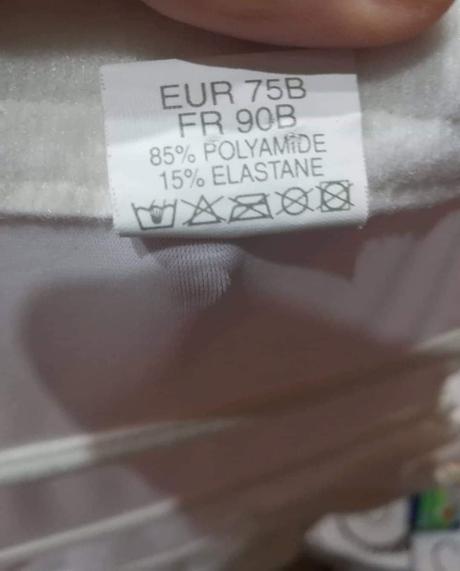 EUR 75B
FR 90B
85% POLYAMIDE
15% ELASTANE